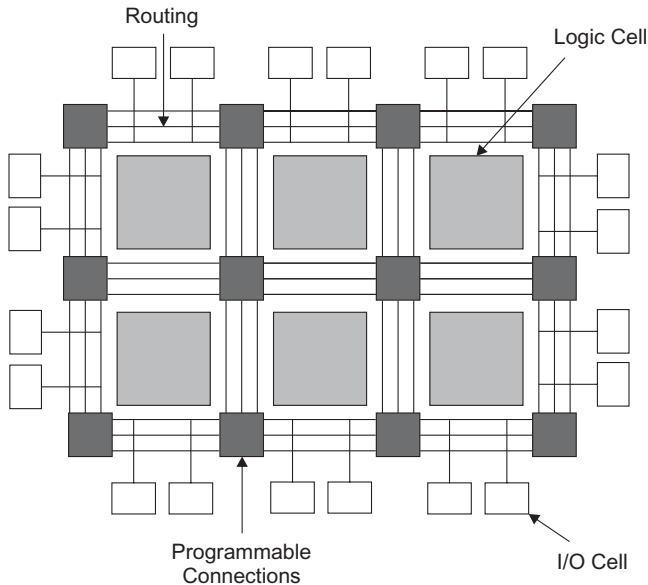 Routing
Logic Cell
Programmable
Connections
I/O Cell